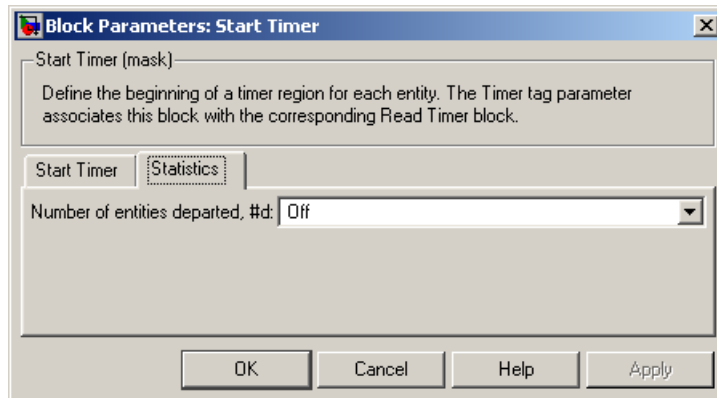 Block Parameters: Start Timer
Start Timer (mask)
Define the beginning of a timer region for each entity. The Timer tag parameter
associates this block with the corresponding Read Timer block.
Start Timer Statistics
Number of entities departed, #d: Off
OK Cancel Help Apply